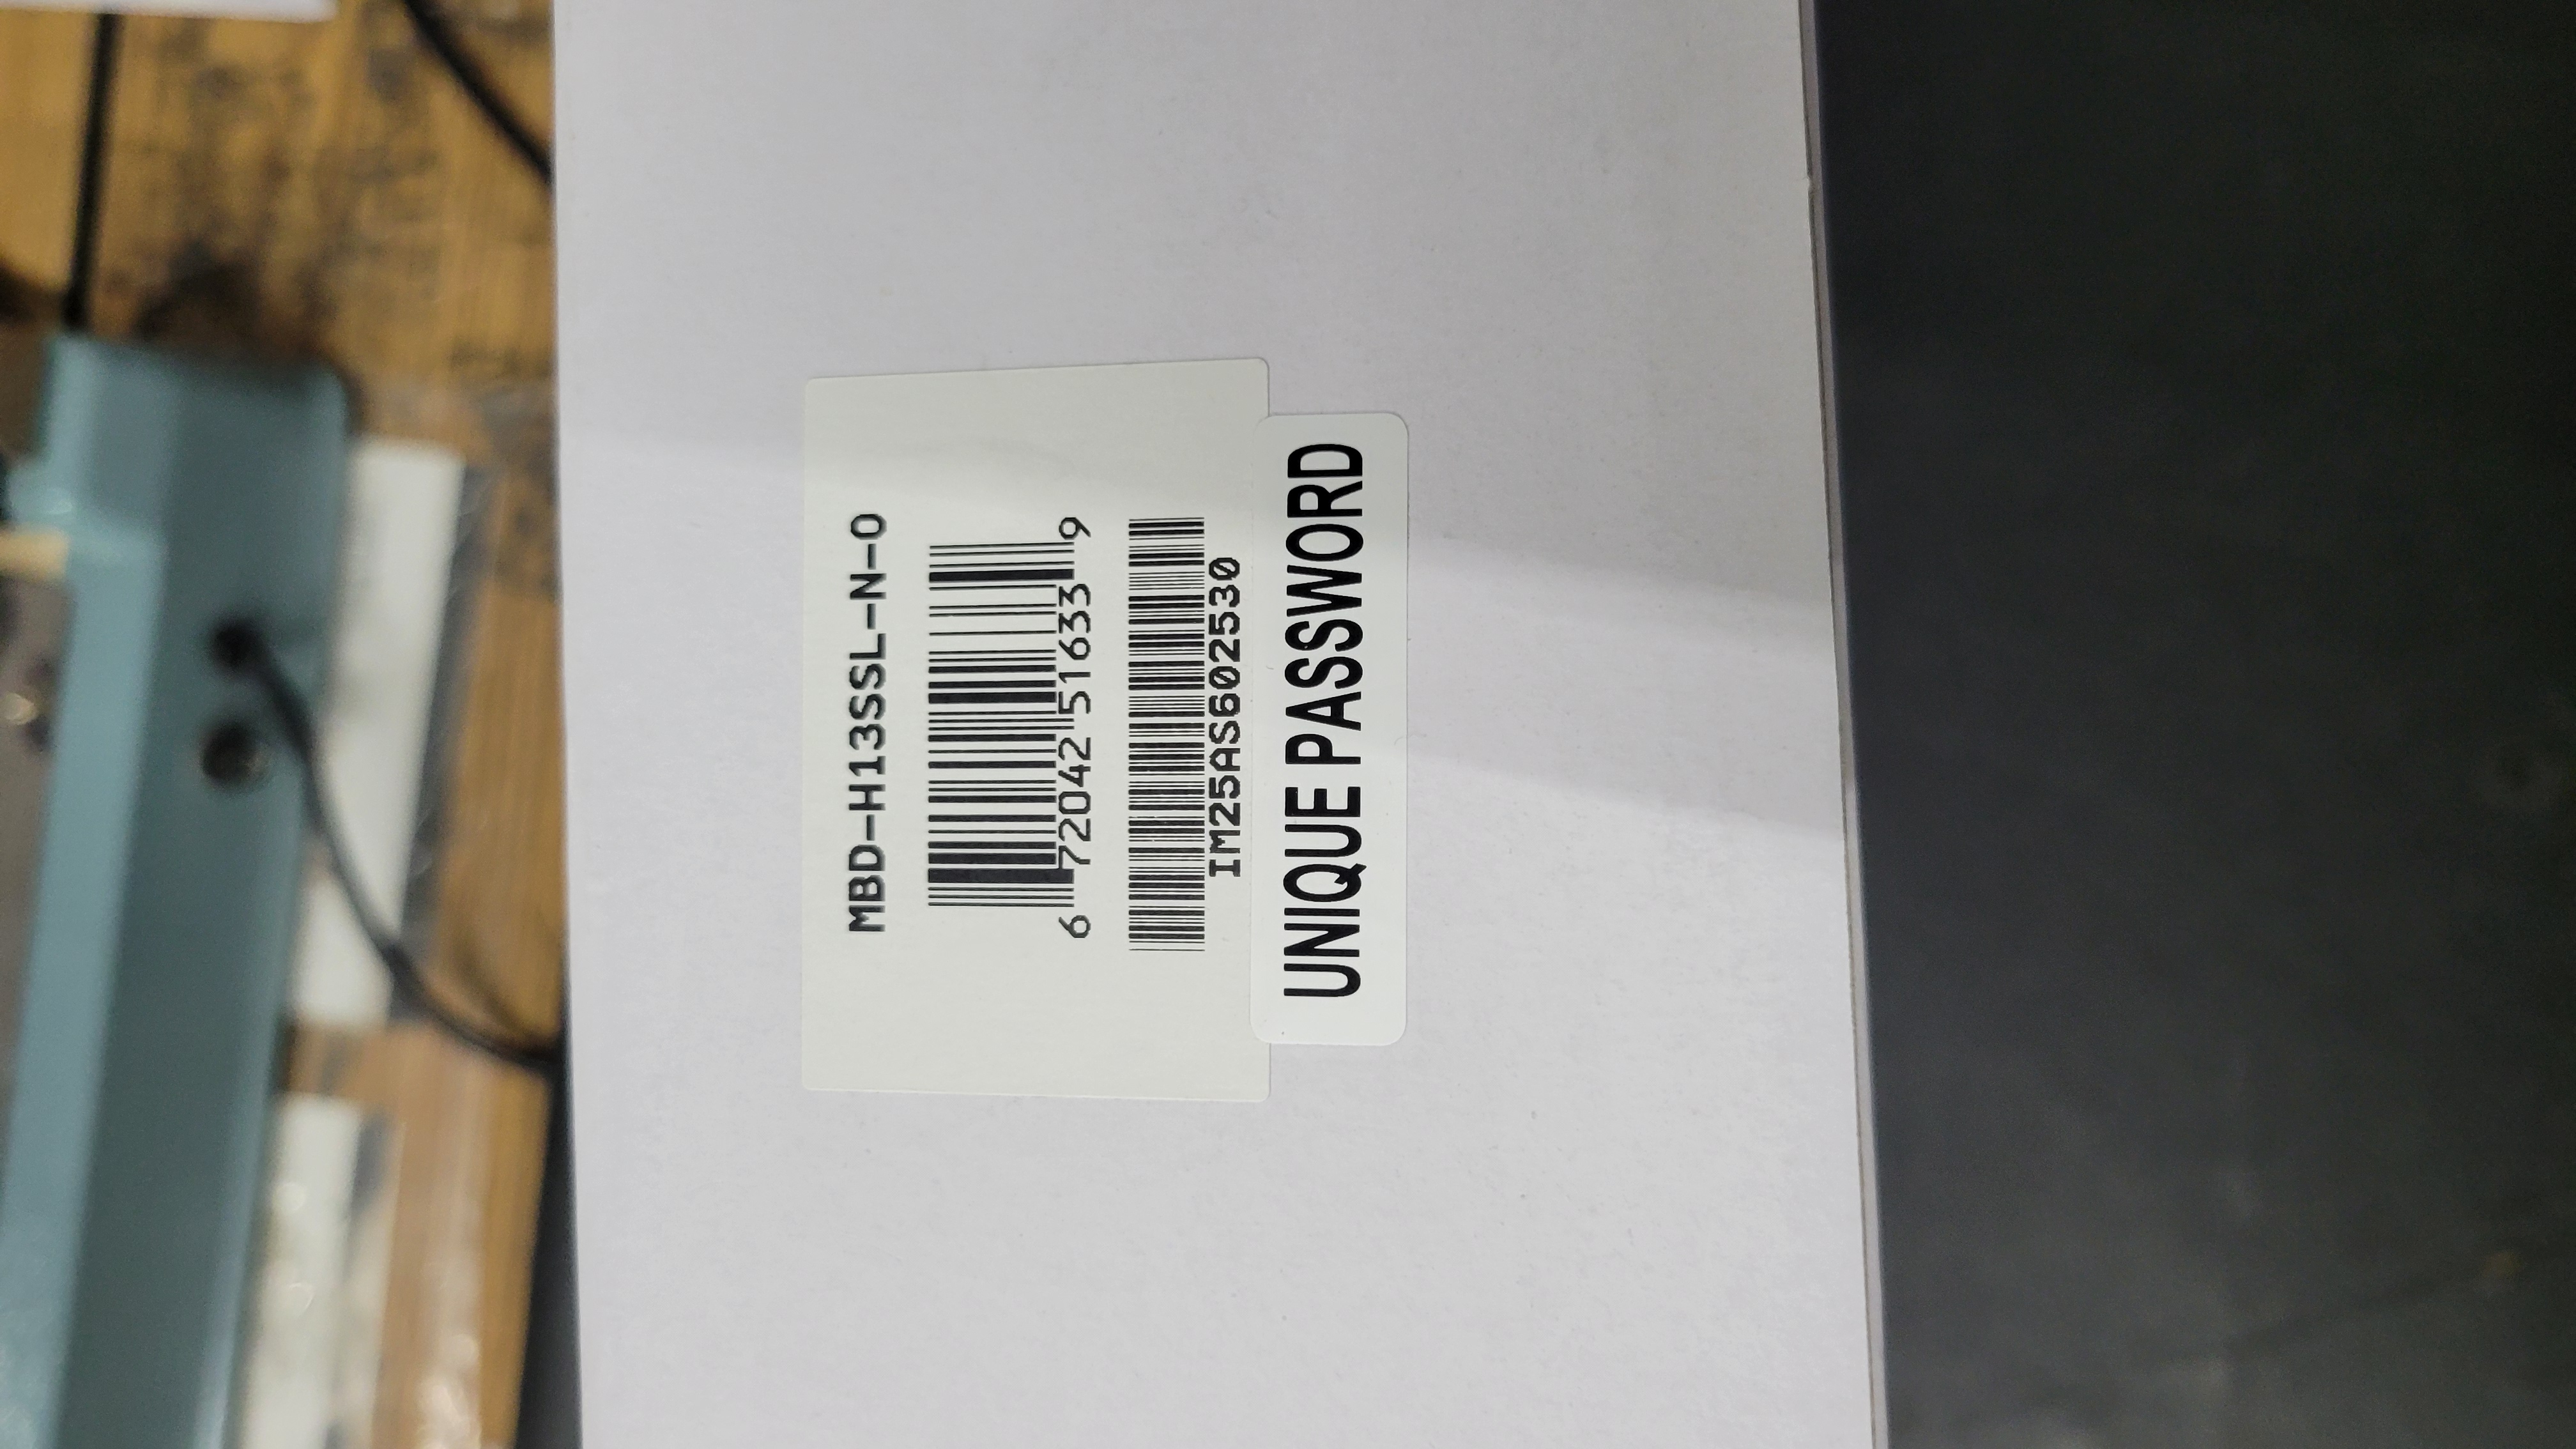 MBD-H13SSL-N-O
6 72042 51633 9
IM25AS602530
UNIQUE PASSWORD